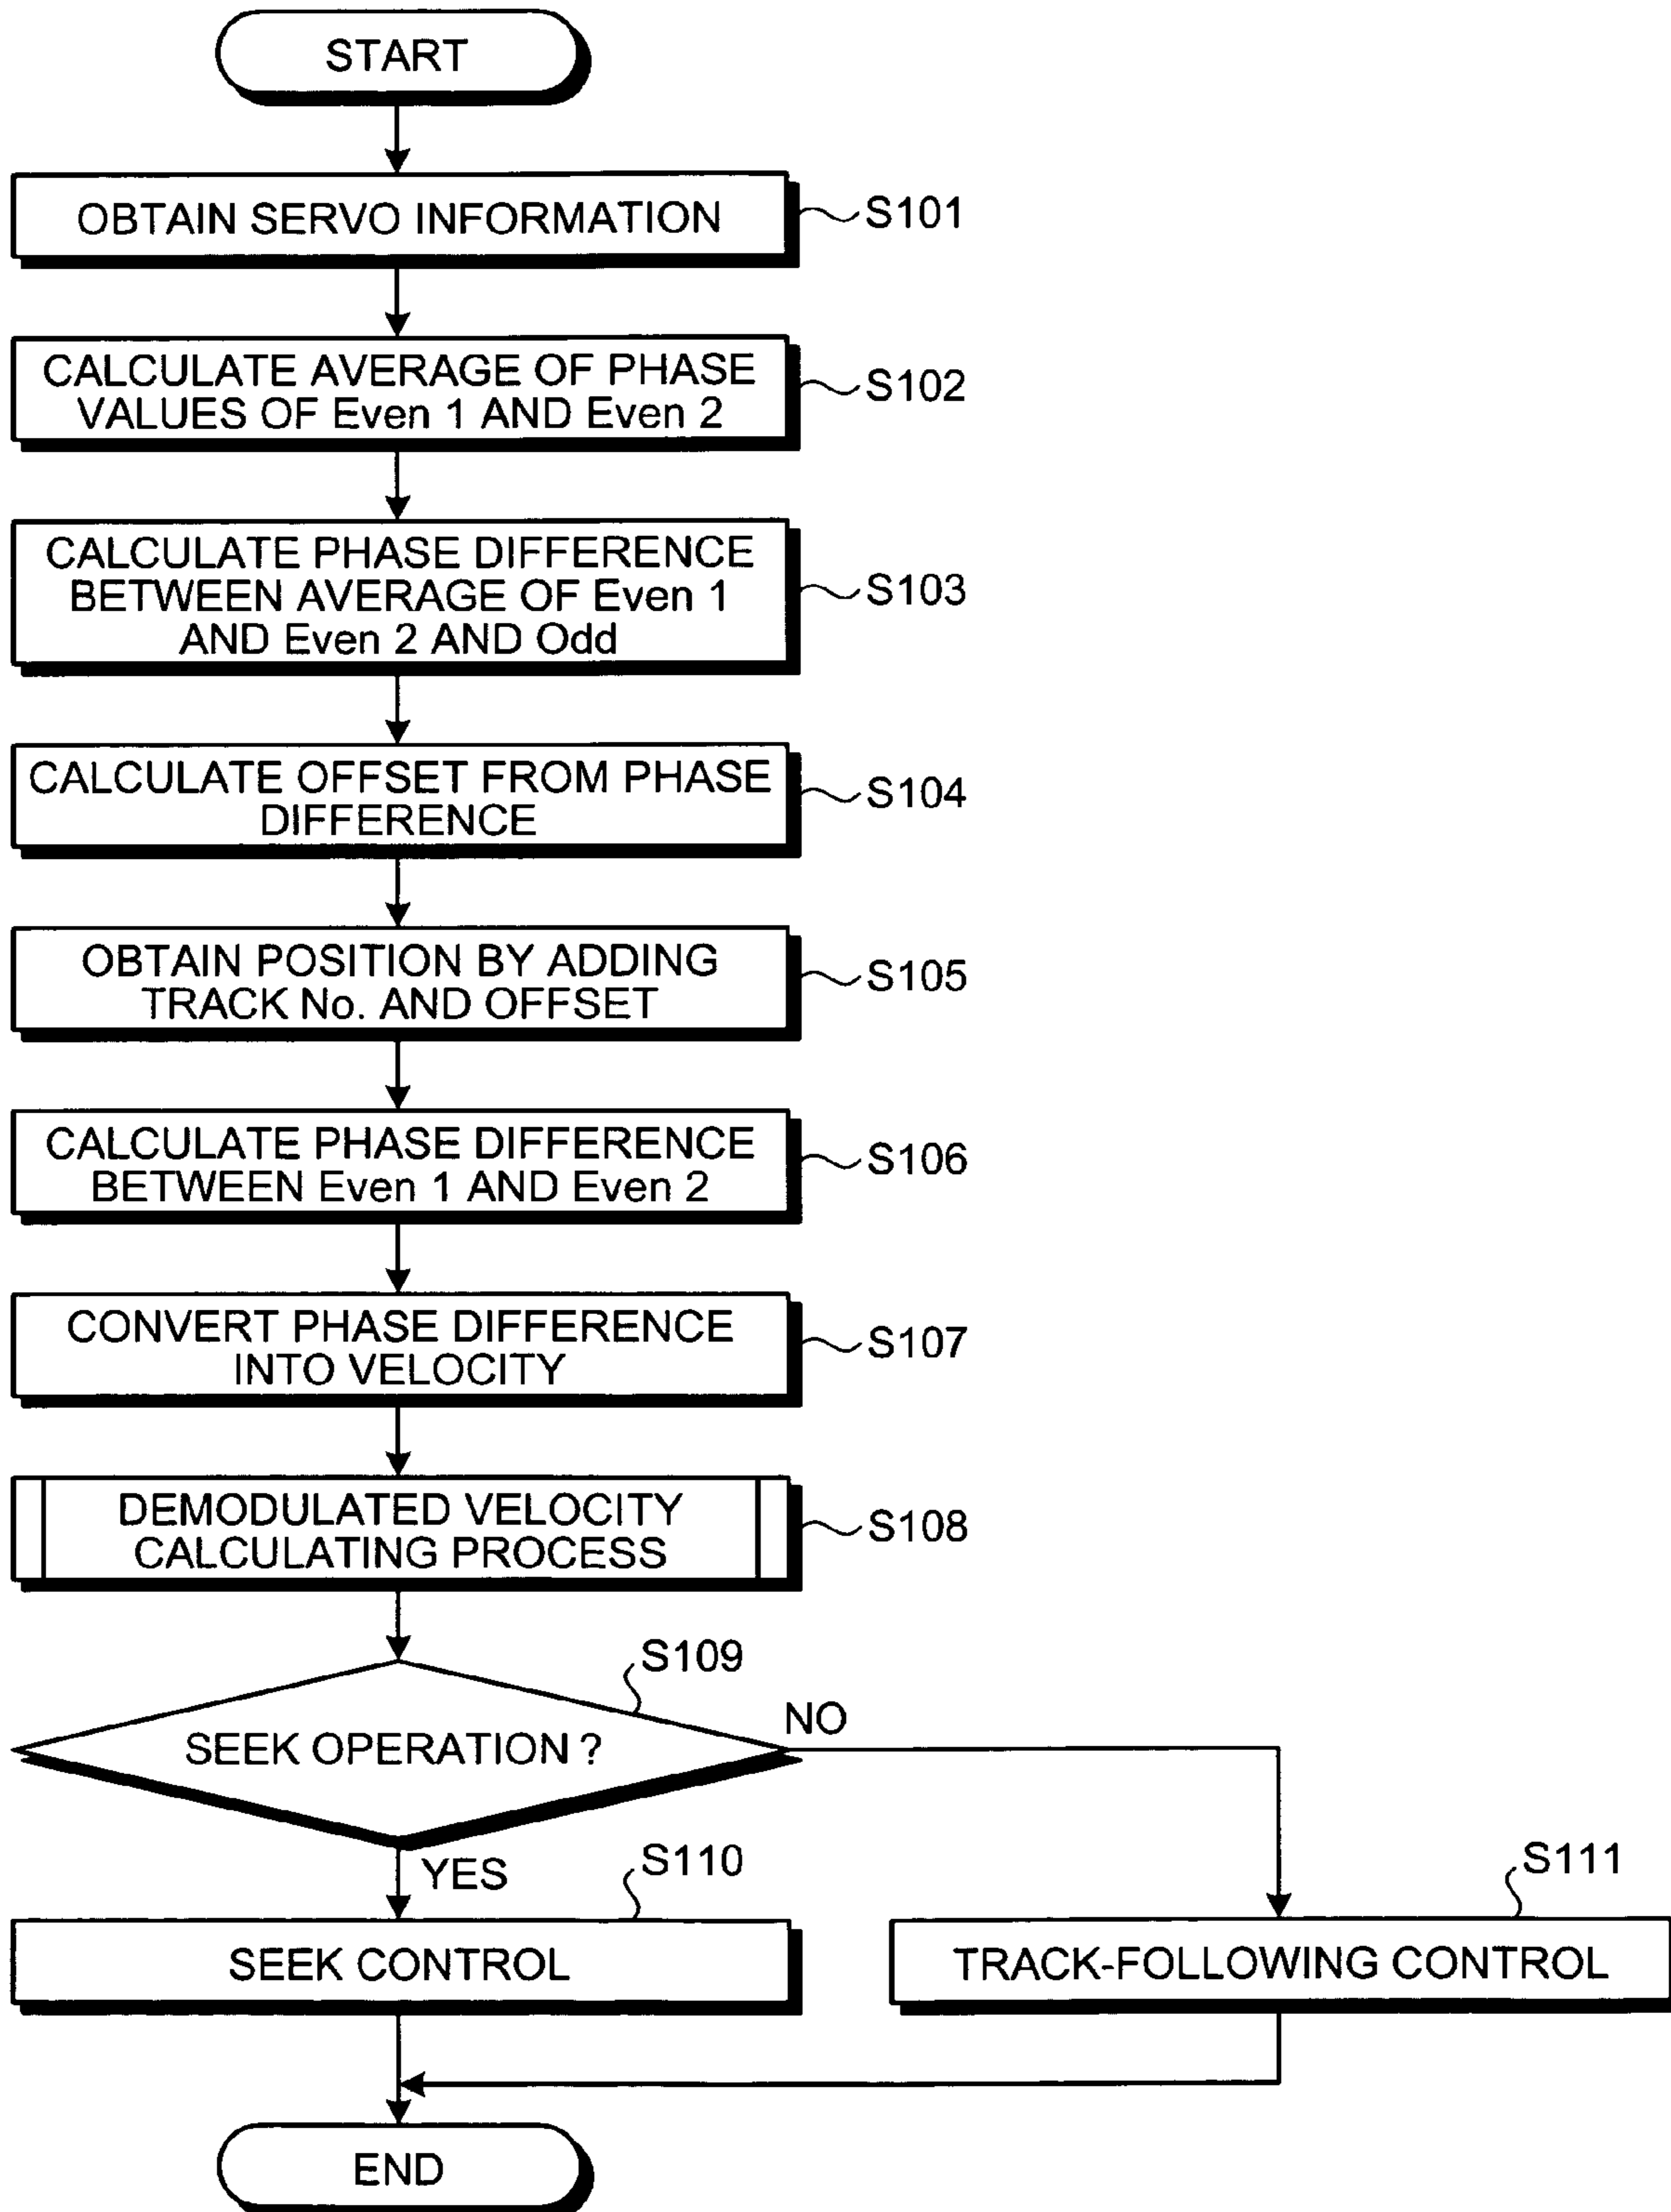 START
OBTAIN SERVO INFORMATION
S101
CALCULATE AVERAGE OF PHASE
VALUES OF Even 1 AND Even 2
S102
CALCULATE PHASE DIFFERENCE
BETWEEN AVERAGE OF Even 1
AND Even 2 AND Odd
S103
CALCULATE OFFSET FROM PHASE
DIFFERENCE
S104
OBTAIN POSITION BY ADDING
TRACK No. AND OFFSET
S105
CALCULATE PHASE DIFFERENCE
BETWEEN Even 1 AND Even 2
S106
CONVERT PHASE DIFFERENCE
INTO VELOCITY
S107
DEMODULATED VELOCITY
CALCULATING PROCESS
S108
S109
SEEK OPERATION ?
NO
YES
S110
SEEK CONTROL
S111
TRACK-FOLLOWING CONTROL
END